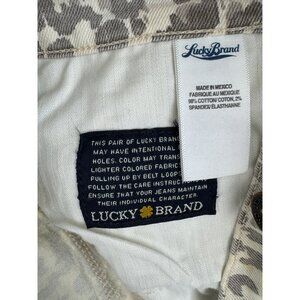 Lucky Brand
MADE IN MEXICO
FABRIQUE AU MEXIQUE
98% COTTON/COTON, 2%
SPANDEX/ÉLASTHANNE
THIS PAIR OF LUCKY BRAN
MAY HAVE INTENTIONAL
HOLES. COLOR MAY TRANS
LIGHTER COLORED FABRIC
PULLING UP BY BELT LOOP
FOLLOW THE CARE INSTRUC
ENSURE THAT YOUR JEANS MAINTAIN
THEIR INDIVIDUAL CHARACTER.
LUCKY BRAND